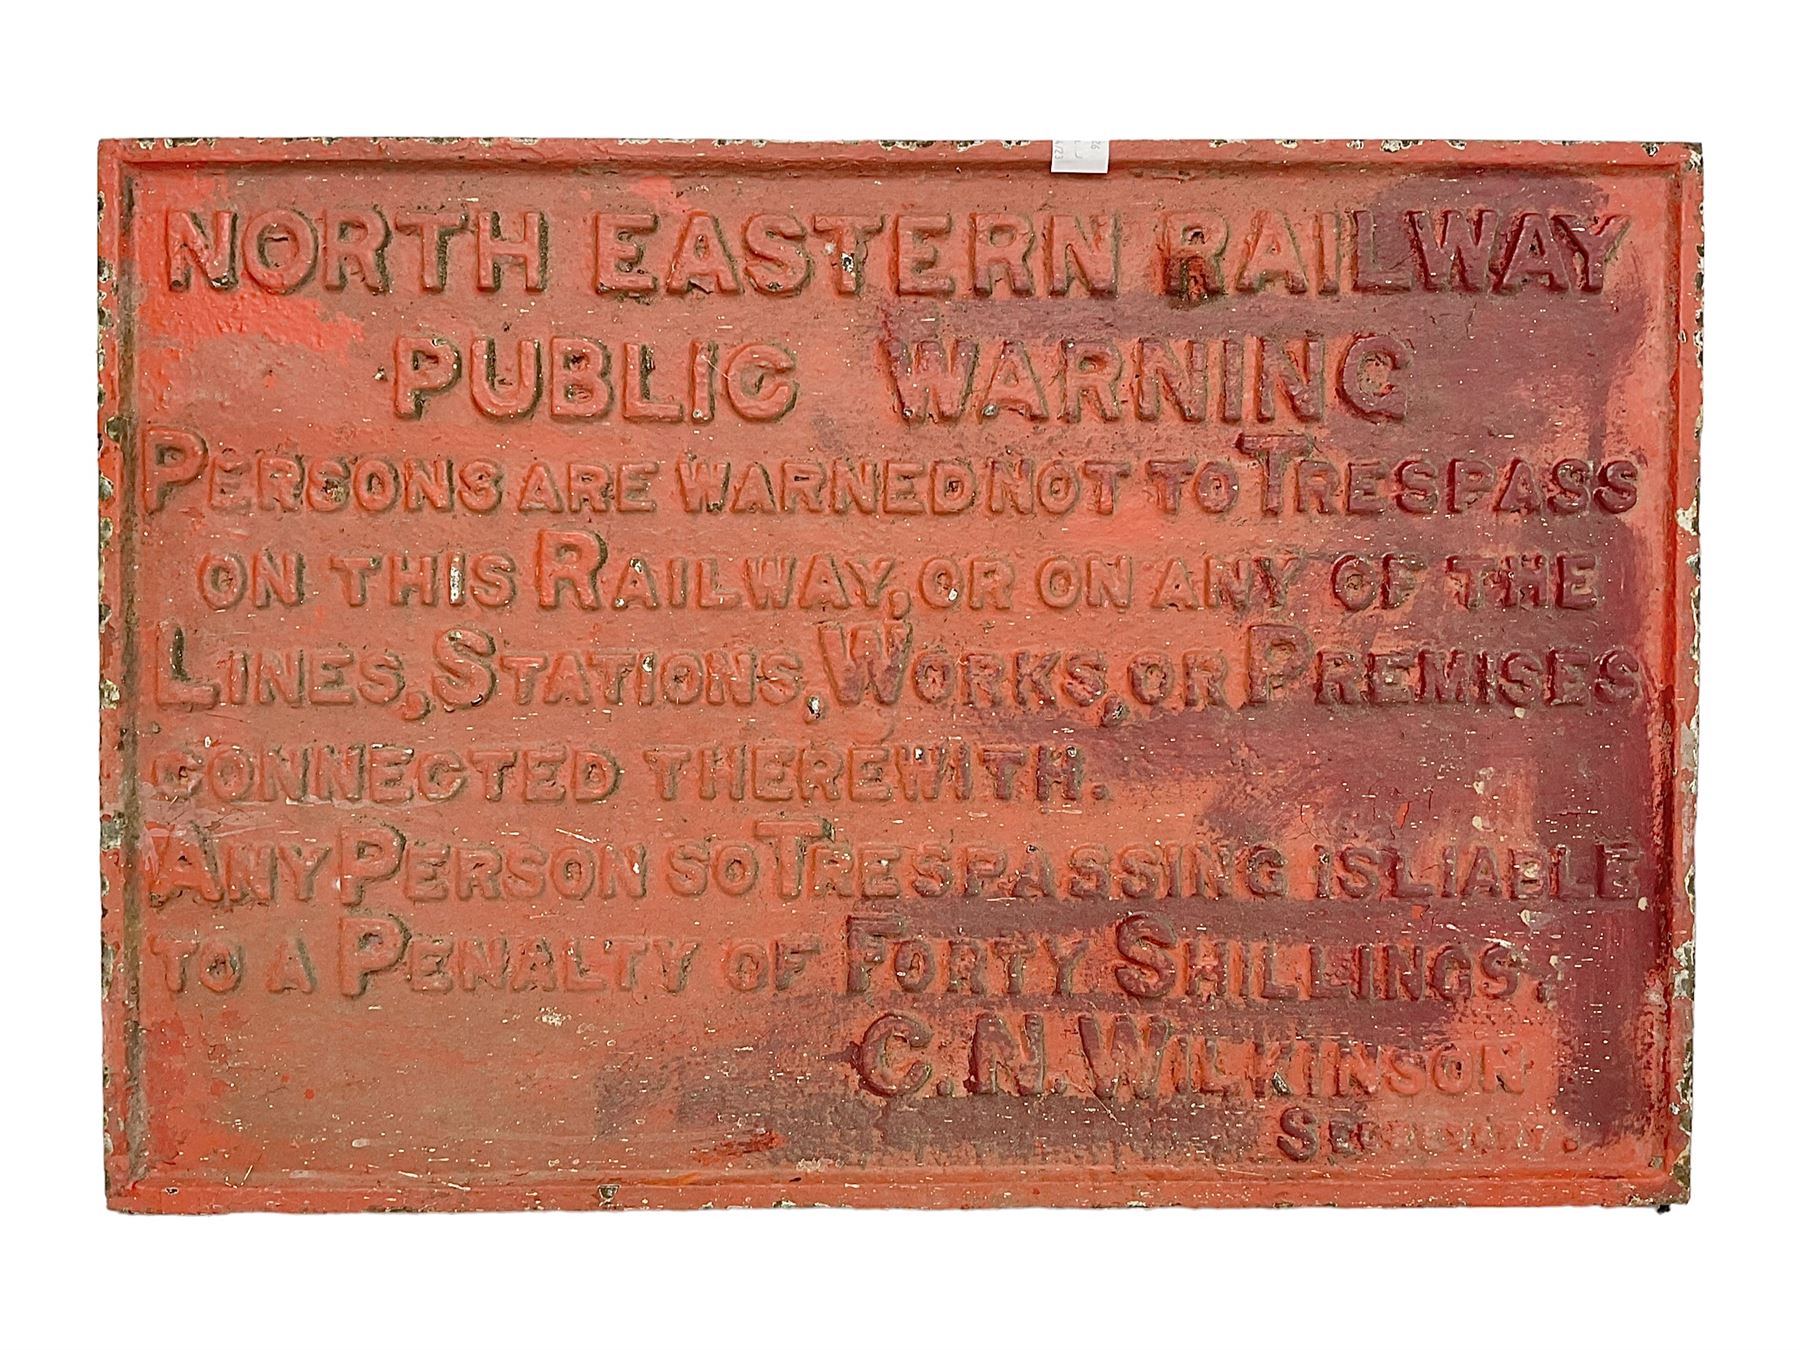 NORTH EASTERN RAILWAY
PUBLIC WARNING
PERSONS ARE WARNED NOT TO TRESPASS
ON THIS RAILWAY, OR ON ANY OF THE
LINES, STATIONS, WORKS, OR PREMISES
CONNECTED THEREWITH.
ANY PERSON SO TRESPASSING IS LIABLE
TO A PENALTY OF FORTY SHILLINGS.
C.N.WILKINSON
SECRETARY.